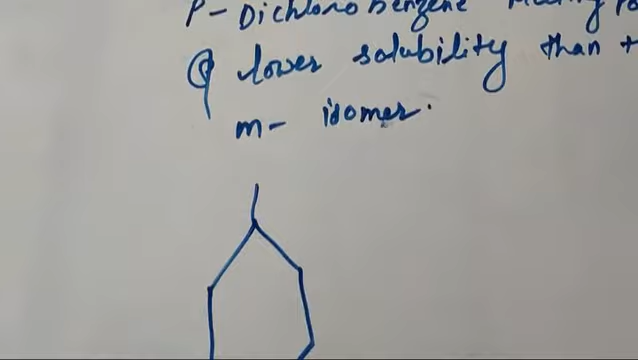 p- Dichlorobenzene
& lower solubility than
m- isomer.